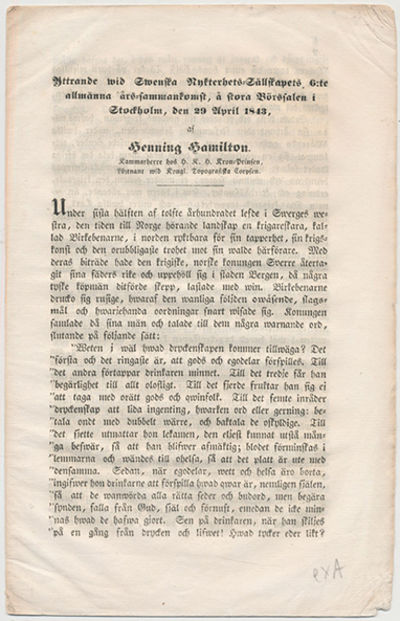 Yttrande wid Swenska Nykterhets-Sällskapets 6:te
allmänna års-sammankomst, å stora Börssalen i
Stockholm, den 29 April 1843,
af
Henning Hamilton.
Kammarherre hos H. K. H. Kron-Prinsen,
Löjtnant wid Kongl. Topografiska Corpsen.
Under sista hälften af tolfte århundradet lefde i Swerges we-
stra, den tiden till Norge hörande landskap en krigareskara, kal-
lad Birkebenarne, i norden ryktbara för sin tapperhet, sin krigs-
konst och den orubbligaste trohet mot sin walde härförare. Med
deras biträde hade den krigiske, norske konungen Swerre återta-
git sina fäders rike och uppehöll sig i staden Bergen, då några
tyske köpmän ditförde skepp, lastade med win. Birkebenarne
drucko sig rusige, hwaraf den wanliga följden owäsende, slags-
mål och hwarjehanda oordningar snart wisade sig. Konungen
samlade då sina män och talade till dem några warnande ord,
slutande på följande sätt:
"Weten i wäl hwad dryckenskapen kommer tillwäga? Det
"första och det ringaste är, att gods och egodelar förspilles. Till
"det andra förtappar drinkaren minnet. Till det tredje får han
"begärlighet till allt olofligt. Till det fjerde fruktar han sig ei
"att taga med orätt gods och qwinfolk. Till det femte inråder
"dryckenskap att lida ingenting, hwarken ord eller gerning: be-
"tala ondt med dubbelt wärre, och baktala de oskyldige. Till
"det sjette utmattar hon lekamen, den eljest kunnat utstå mån-
"ga beswär, så att han blifwer afmäktig; blodet förminskas i
"lemmarna och wändes till ohelsa, så att det platt är ute med
"densamma. Sedan, när egodelar, wett och helsa äro borta,
"ingifwer hon drinkarne att förspilla hwad qwar är, nemligen själen,
"så att de wanwörda alla rätta seder och budord, men begära
"synden, falla från Gud, själ och förnuft, emedan de icke min-
"nas hwad de hafwa gjort. Sen på drinkaren, när han skiljes
"på en gång från drycken och lifwet! Hwad tycker eder likt?
exA